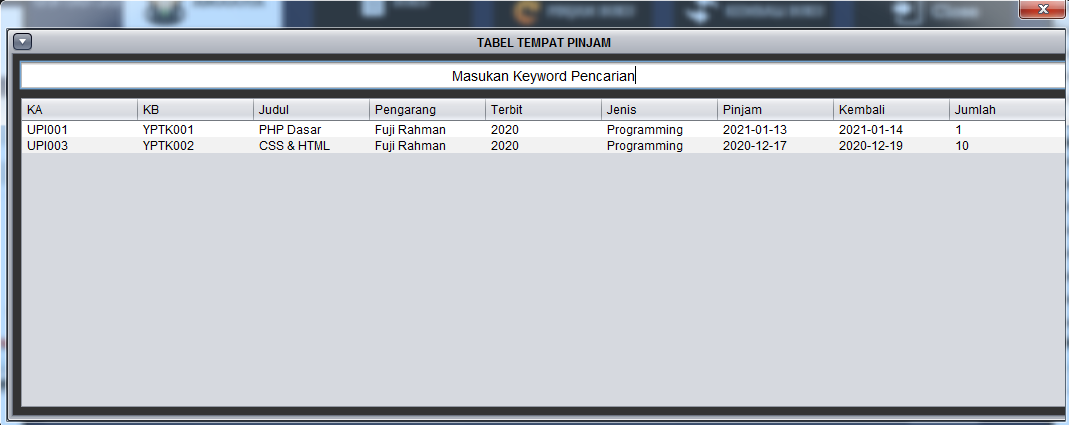 Close
TABEL TEMPAT PINJAM
Masukan Keyword Pencarian
KA KB Judul Pengarang Terbit Jenis Pinjam Kembali Jumlah
UPI001 YPTK001 PHP Dasar Fuji Rahman 2020 Programming 2021-01-13 2021-01-14 1
UPI003 YPTK002 CSS & HTML Fuji Rahman 2020 Programming 2020-12-17 2020-12-19 10